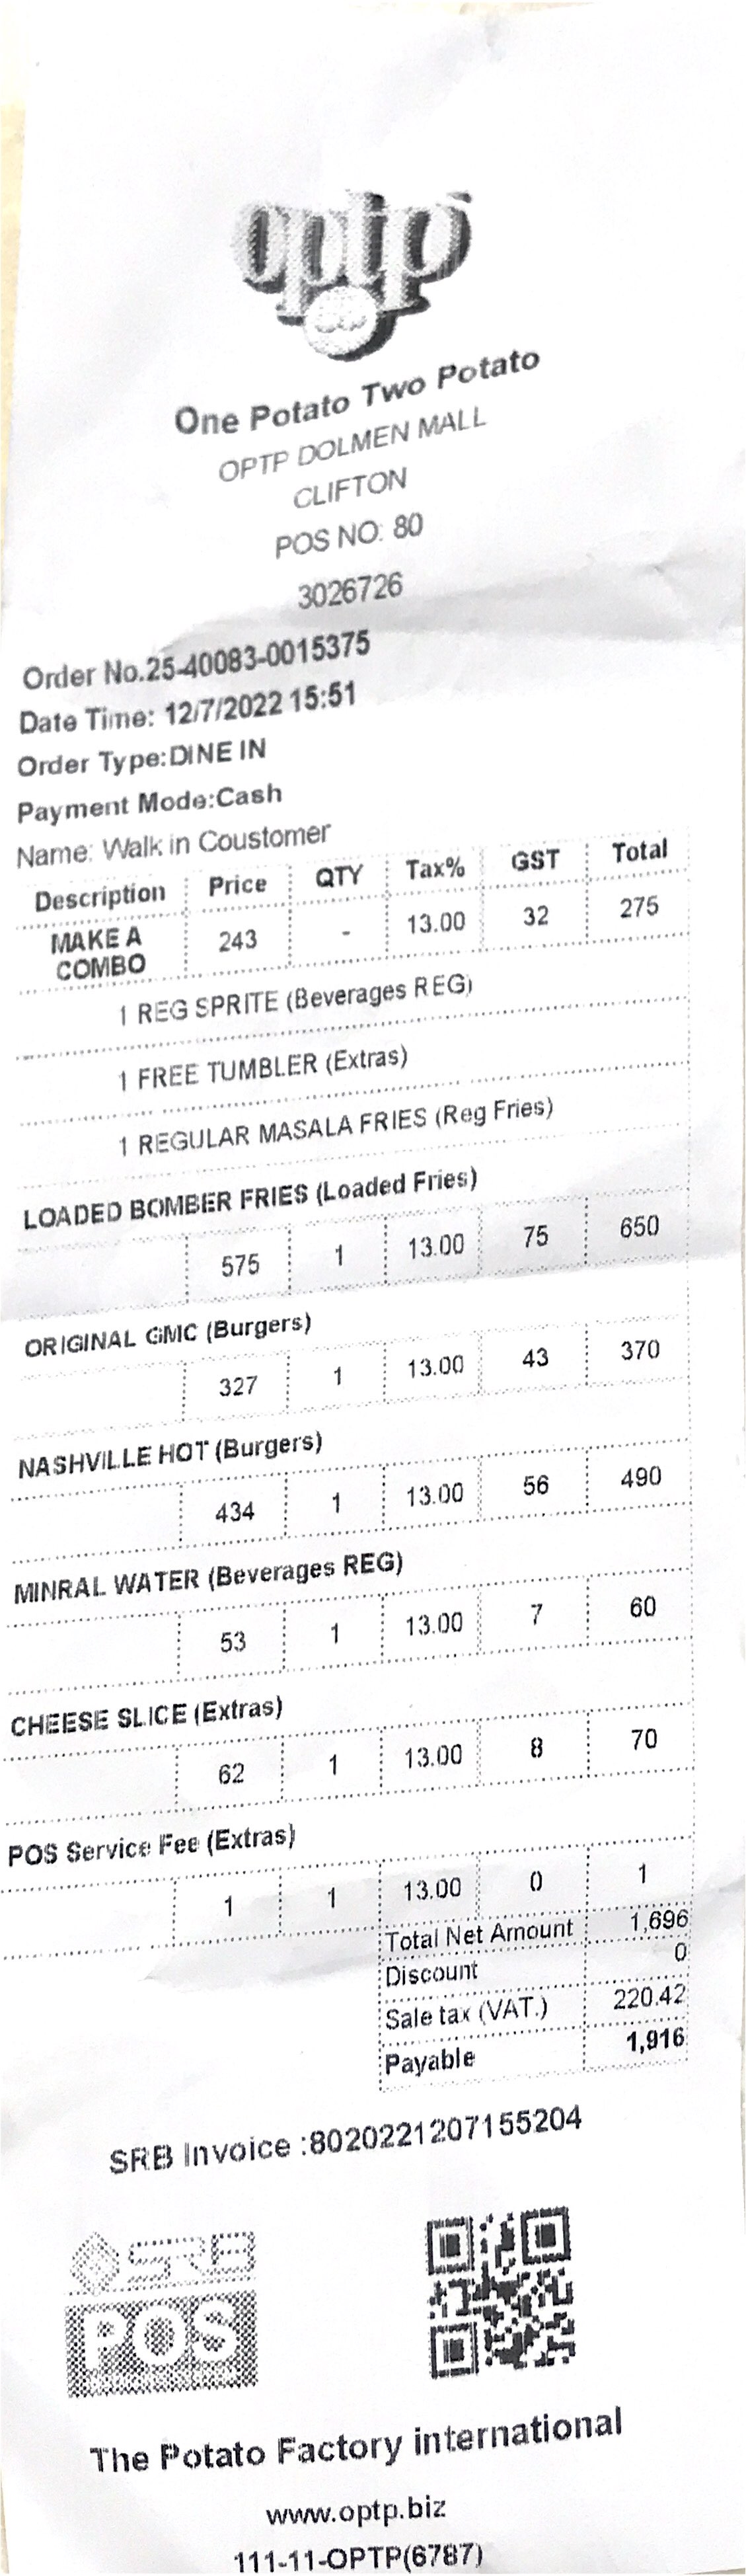 optp
One Potato Two Potato
OPTP DOLMEN MALL
CLIFTON
POS NO: 80
3026726
Order No.25-40083-0015375
Date Time: 12/7/2022 15:51
Order Type:DINE IN
Payment Mode:Cash
Name: Walk in Coustomer
Description Price QTY Tax% GST Total
MAKE A COMBO 243 - 13.00 32 275
1 REG SPRITE (Beverages REG)
1 FREE TUMBLER (Extras)
1 REGULAR MASALA FRIES (Reg Fries)
LOADED BOMBER FRIES (Loaded Fries)
575 1 13.00 75 650
ORIGINAL GMC (Burgers)
327 1 13.00 43 370
NASHVILLE HOT (Burgers)
434 1 13.00 56 490
MINRAL WATER (Beverages REG)
53 1 13.00 7 60
CHEESE SLICE (Extras)
62 1 13.00 8 70
POS Service Fee (Extras)
1 1 13.00 0 1
Total Net Amount 1,696
Discount 0
Sale tax (VAT.) 220.42
Payable 1,916
SRB Invoice :8020221207155204
SRB
POS
The Potato Factory international
www.optp.biz
111-11-OPTP(6787)